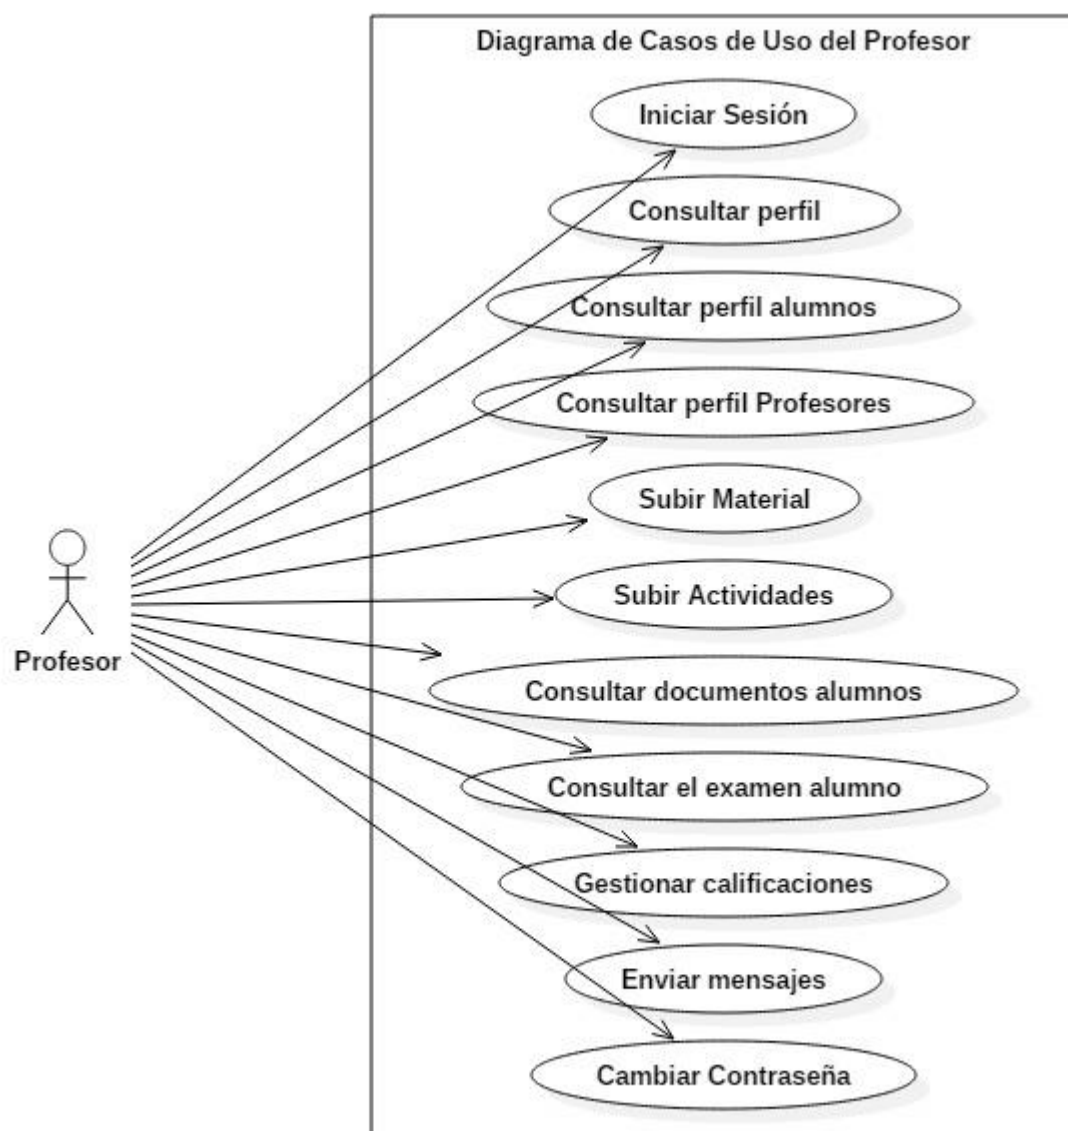 Diagrama de Casos de Uso del Profesor
Iniciar Sesión
Consultar perfil
Consultar perfil alumnos
Consultar perfil Profesores
Subir Material
Subir Actividades
Profesor
Consultar documentos alumnos
Consultar el examen alumno
Gestionar calificaciones
Enviar mensajes
Cambiar Contraseña